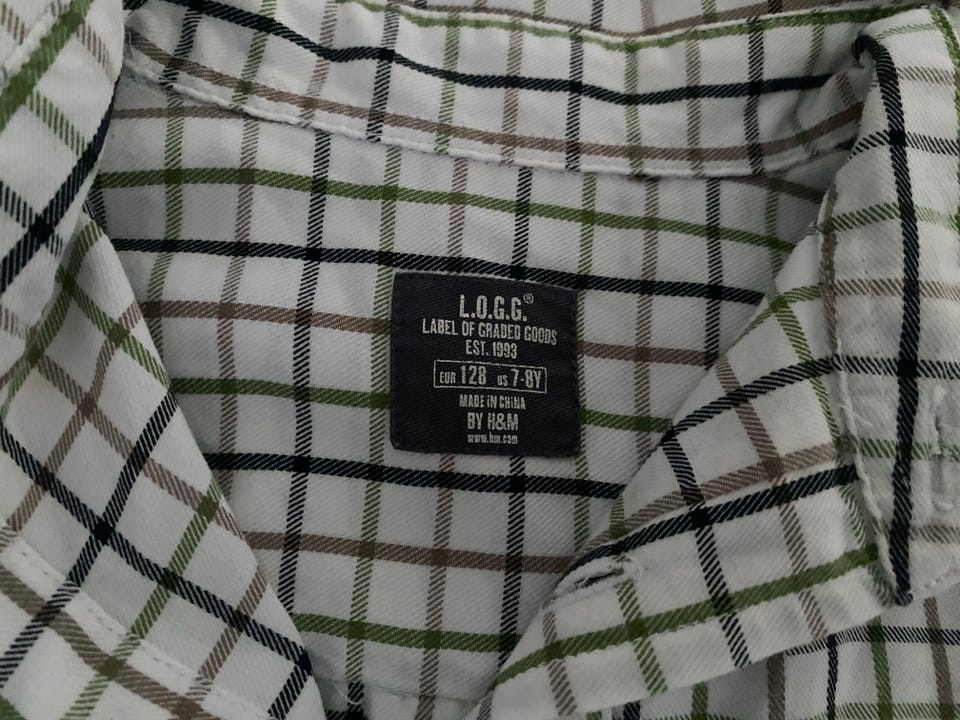 L.O.G.G.®
LABEL OF GRADED GOODS
EST. 1993
EUR 128 US 7-8Y
MADE IN CHINA
BY H&M
www.hm.com